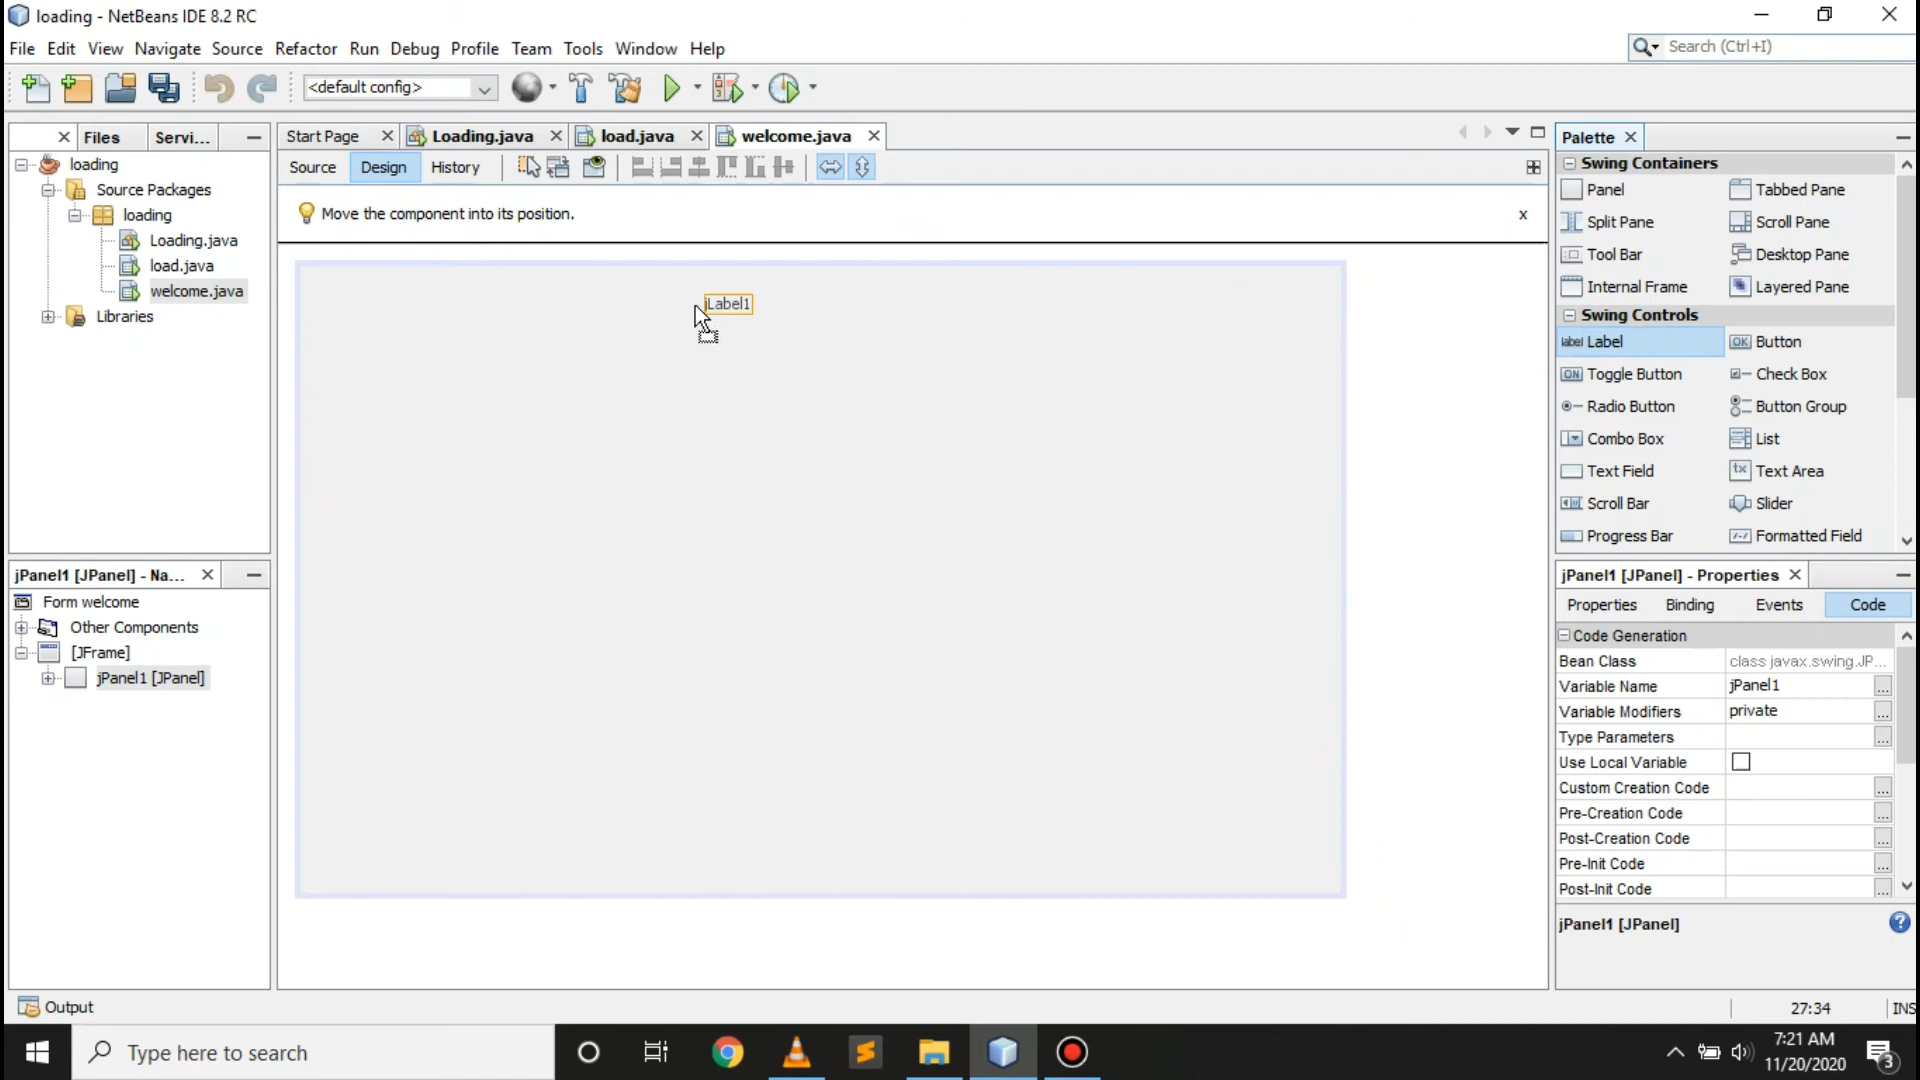 loading - NetBeans IDE 8.2 RC
File Edit View Navigate Source Refactor Run Debug Profile Team Tools Window Help
Search (Ctrl+I)
<default config>
Files Servi...
Start Page Loading.java load.java welcome.java
Palette
Source Design History
Move the component into its position.
x
loading
Source Packages
loading
Loading.java
load.java
welcome.java
Libraries
jLabel1
Swing Containers
Panel Tabbed Pane
Split Pane Scroll Pane
Tool Bar Desktop Pane
Internal Frame Layered Pane
Swing Controls
label Label OK Button
ON Toggle Button Check Box
Radio Button Button Group
Combo Box List
Text Field tx Text Area
Scroll Bar Slider
Progress Bar Formatted Field
jPanel1 [JPanel] - Na...
Form welcome
Other Components
[JFrame]
jPanel1 [JPanel]
jPanel1 [JPanel] - Properties
Properties Binding Events Code
Code Generation
Bean Class class javax.swing.JP...
Variable Name jPanel1 ...
Variable Modifiers private ...
Type Parameters ...
Use Local Variable
Custom Creation Code ...
Pre-Creation Code ...
Post-Creation Code ...
Pre-Init Code ...
Post-Init Code ...
jPanel1 [JPanel]
Output
27:34 INS
Type here to search
7:21 AM
11/20/2020
3